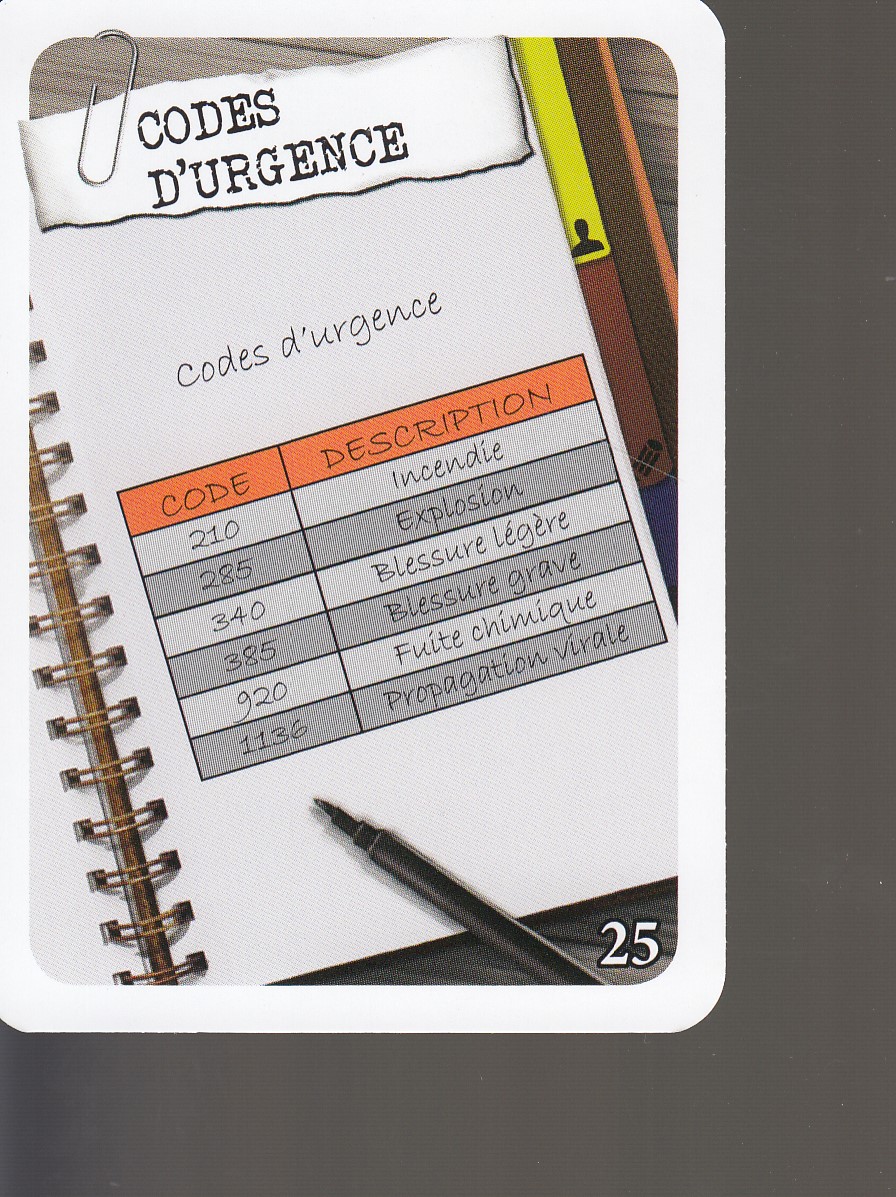 CODES
D'URGENCE
Codes d'urgence
CODE DESCRIPTION
210 Incendie
285 Explosion
340 Blessure légère
385 Blessure grave
920 Fuite chimique
1136 Propagation virale
25